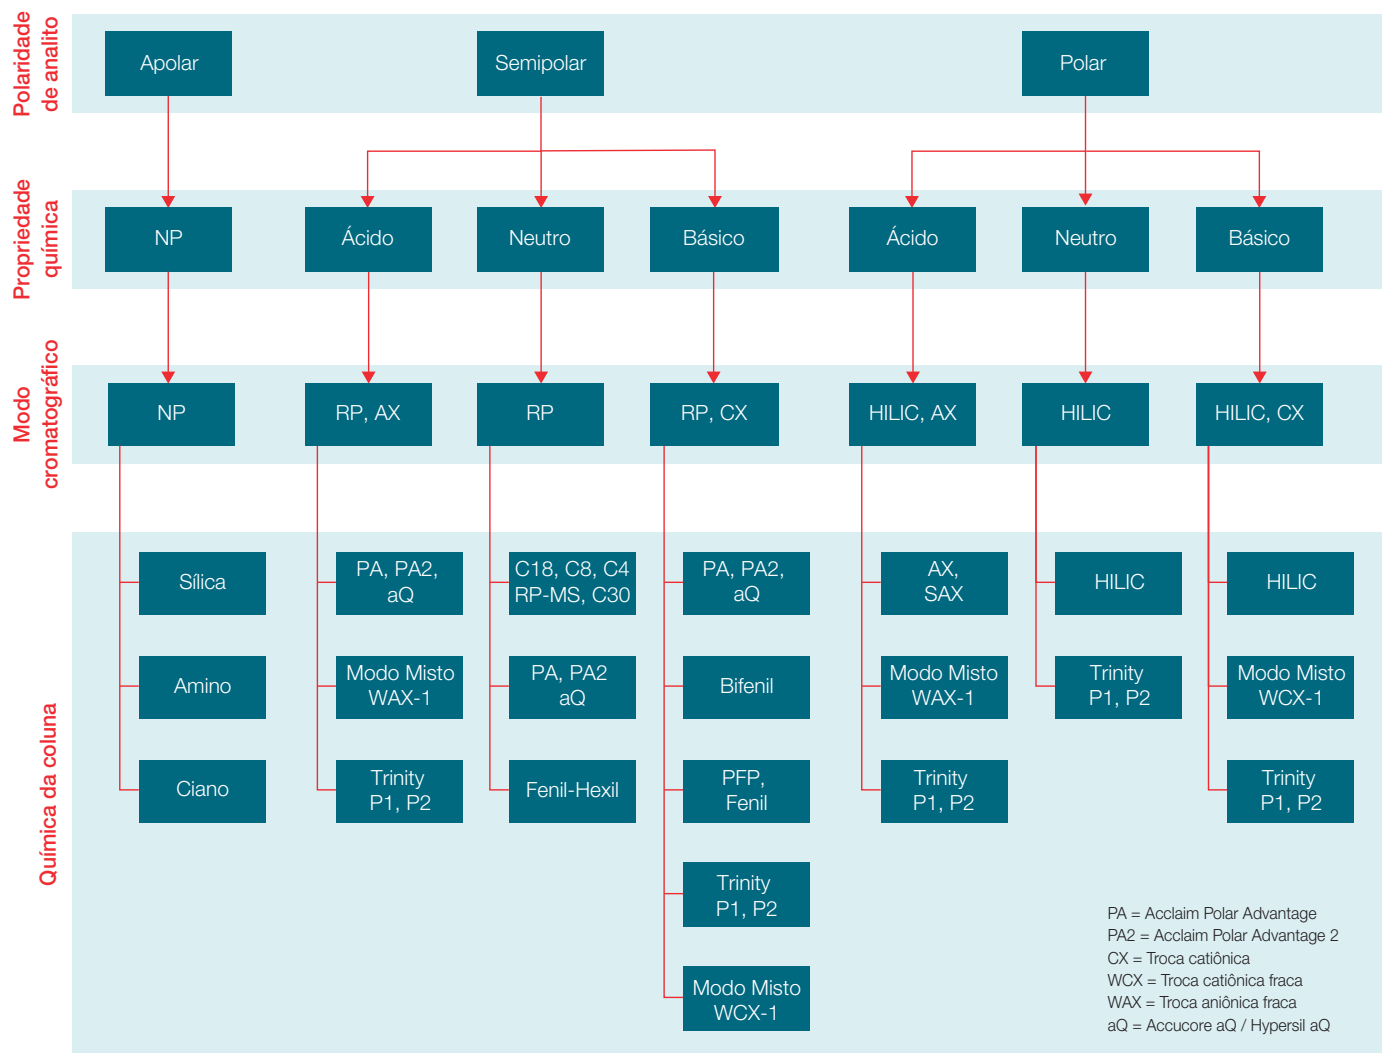 Polaridade
de analito
Apolar
Semipolar
Polar
Propriedade
química
NP
Ácido
Neutro
Básico
Ácido
Neutro
Básico
Modo
cromatográfico
NP
RP, AX
RP
RP, CX
HILIC, AX
HILIC
HILIC, CX
Química da coluna
Sílica
Amino
Ciano
PA, PA2,
aQ
Modo Misto
WAX-1
Trinity
P1, P2
C18, C8, C4
RP-MS, C30
PA, PA2
aQ
Fenil-Hexil
PA, PA2,
aQ
Bifenil
PFP,
Fenil
Trinity
P1, P2
Modo Misto
WCX-1
AX,
SAX
Modo Misto
WAX-1
Trinity
P1, P2
HILIC
Trinity
P1, P2
HILIC
Modo Misto
WCX-1
Trinity
P1, P2
PA = Acclaim Polar Advantage
PA2 = Acclaim Polar Advantage 2
CX = Troca catiônica
WCX = Troca catiônica fraca
WAX = Troca aniônica fraca
aQ = Accucore aQ / Hypersil aQ